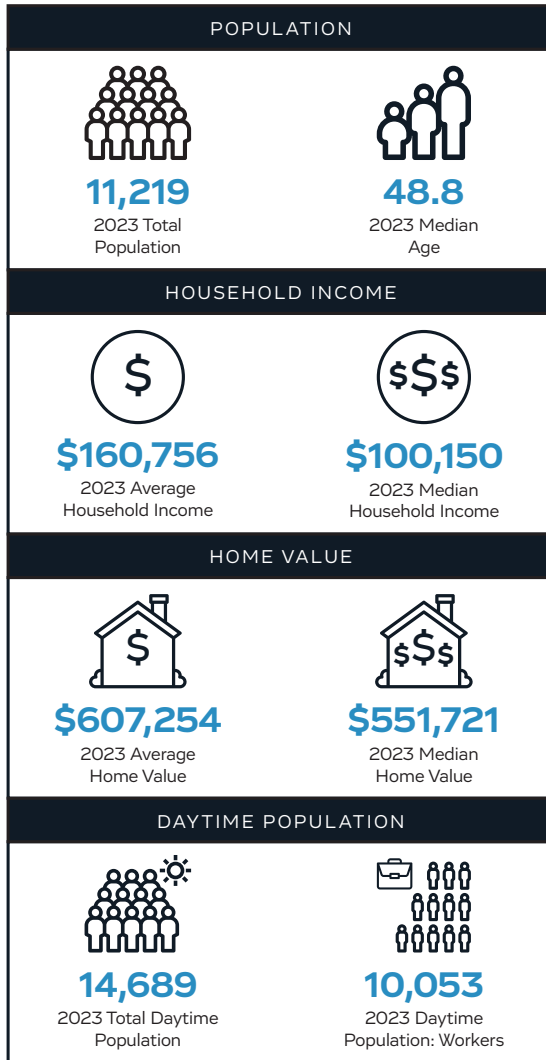 POPULATION
11,219
2023 Total
Population
48.8
2023 Median
Age
HOUSEHOLD INCOME
$
$160,756
2023 Average
Household Income
$$$
$100,150
2023 Median
Household Income
HOME VALUE
$
$607,254
2023 Average
Home Value
$$$
$551,721
2023 Median
Home Value
DAYTIME POPULATION
14,689
2023 Total Daytime
Population
10,053
2023 Daytime
Population: Workers